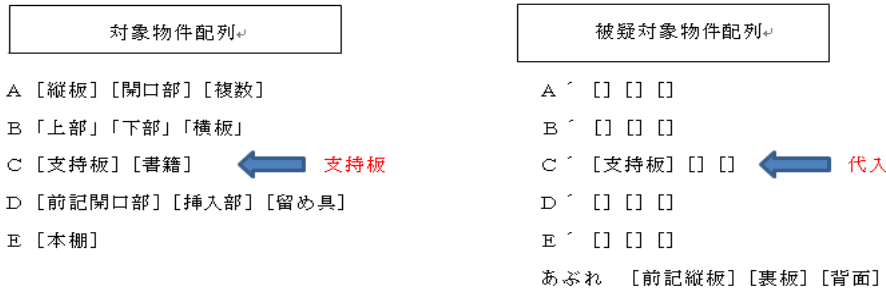 対象物件配列↵
A [縦板] [開口部] [複数]
B「上部」「下部」「横板」
C [支持板] [書籍] 支持板
D [前記開口部] [挿入部] [留め具]
E [本棚]
被疑対象物件配列↵
A´ [] [] []
B´ [] [] []
C´ [支持板] [] [] 代入
D´ [] [] []
E´ [] [] []
あぶれ [前記縦板] [裏板] [背面]